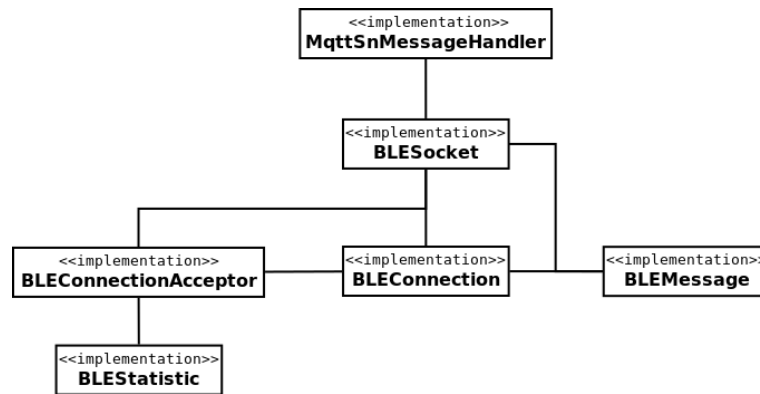 <<implementation>>
MqttSnMessageHandler
<<implementation>>
BLESocket
<<implementation>>
BLEConnectionAcceptor
<<implementation>>
BLEConnection
<<implementation>>
BLEMessage
<<implementation>>
BLEStatistic